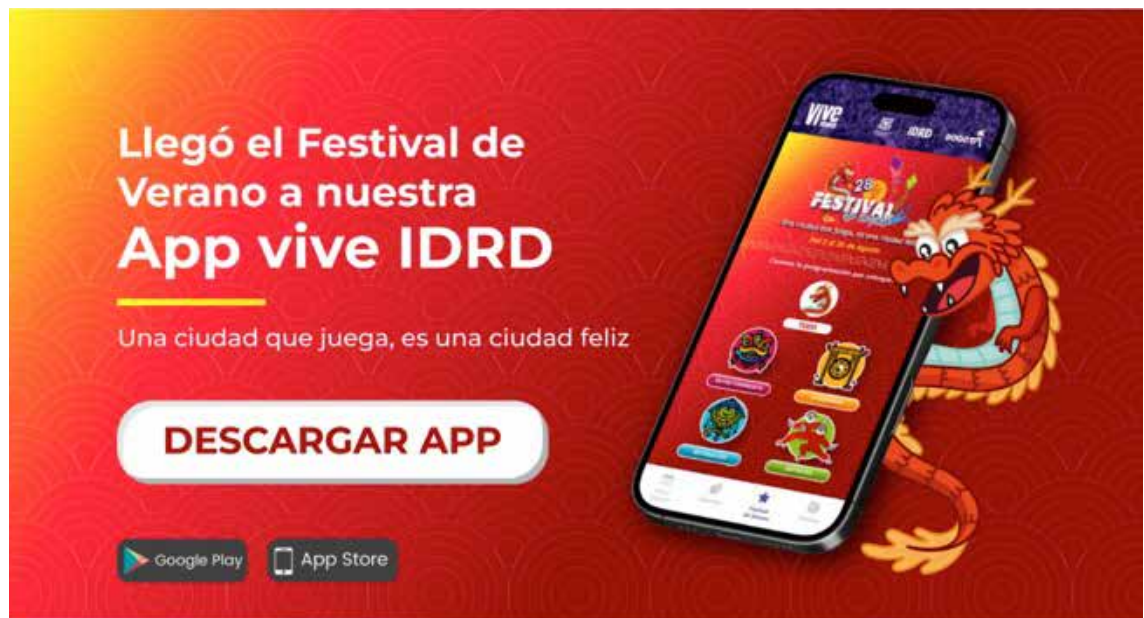 Llegó el Festival de
Verano a nuestra
App vive IDRD
Una ciudad que juega, es una ciudad feliz
DESCARGAR APP
Google Play
App Store
Vive
IDRD
BOGOTÁ
28
FESTIVAL